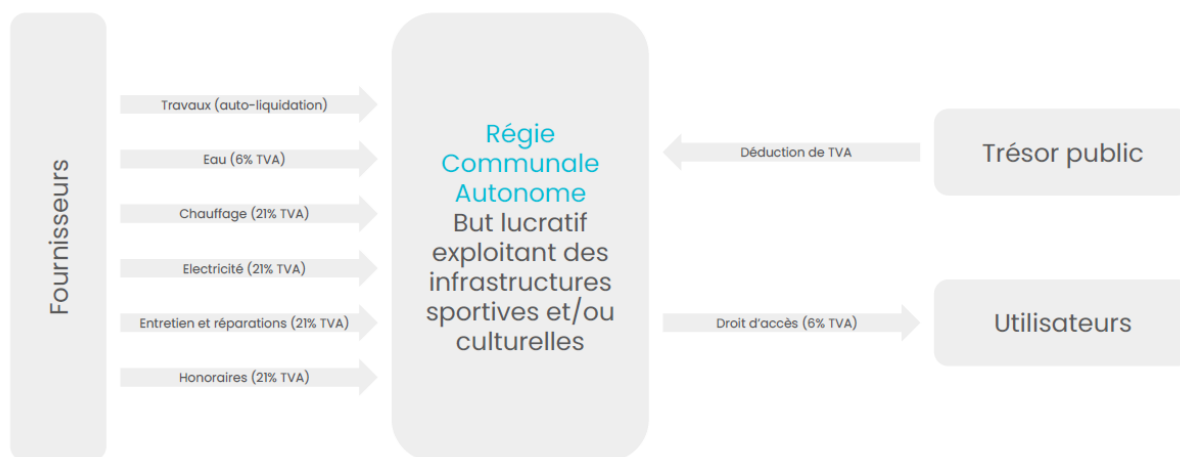 Fournisseurs
Travaux (auto-liquidation)
Eau (6% TVA)
Chauffage (21% TVA)
Electricité (21% TVA)
Entretien et réparations (21% TVA)
Honoraires (21% TVA)
Régie
Communale
Autonome
But lucratif
exploitant des
infrastructures
sportives et/ou
culturelles
Déduction de TVA
Trésor public
Droit d'accès (6% TVA)
Utilisateurs